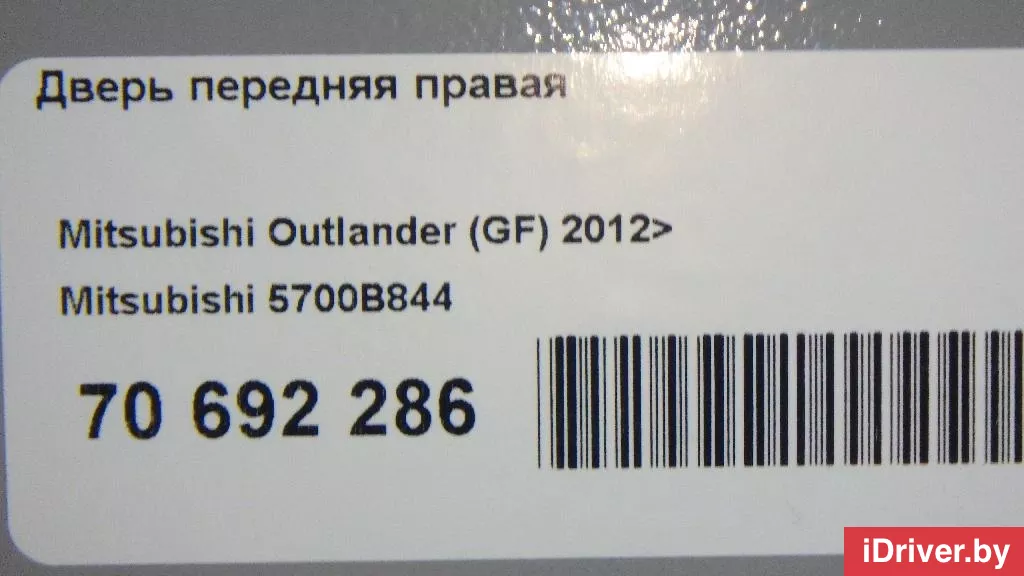 Дверь передняя правая
Mitsubishi Outlander (GF) 2012>
Mitsubishi 5700B844
70 692 286
iDriver.by